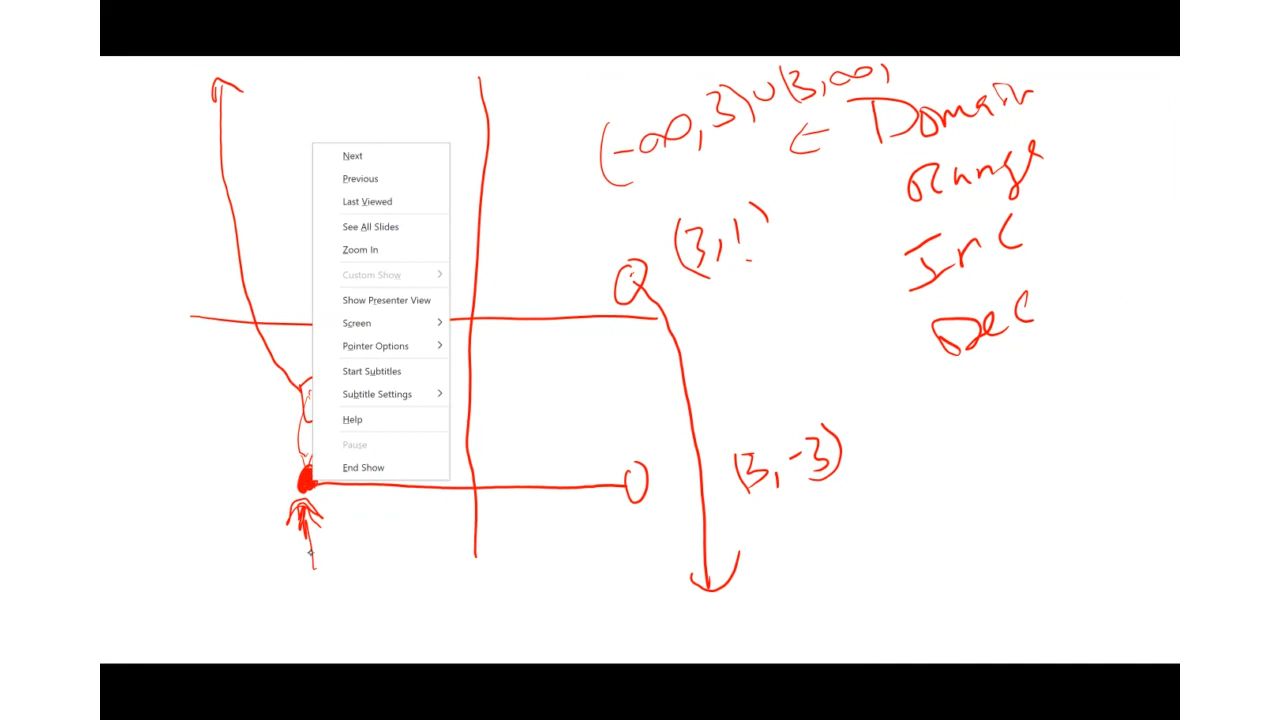 (-∞, 3) ∪ (3, ∞,
← Domain
Range
Inc
Dec
(3, 1)
(3, -3)
Next
Previous
Last Viewed
See All Slides
Zoom In
Custom Show
Show Presenter View
Screen
Pointer Options
Start Subtitles
Subtitle Settings
Help
Pause
End Show